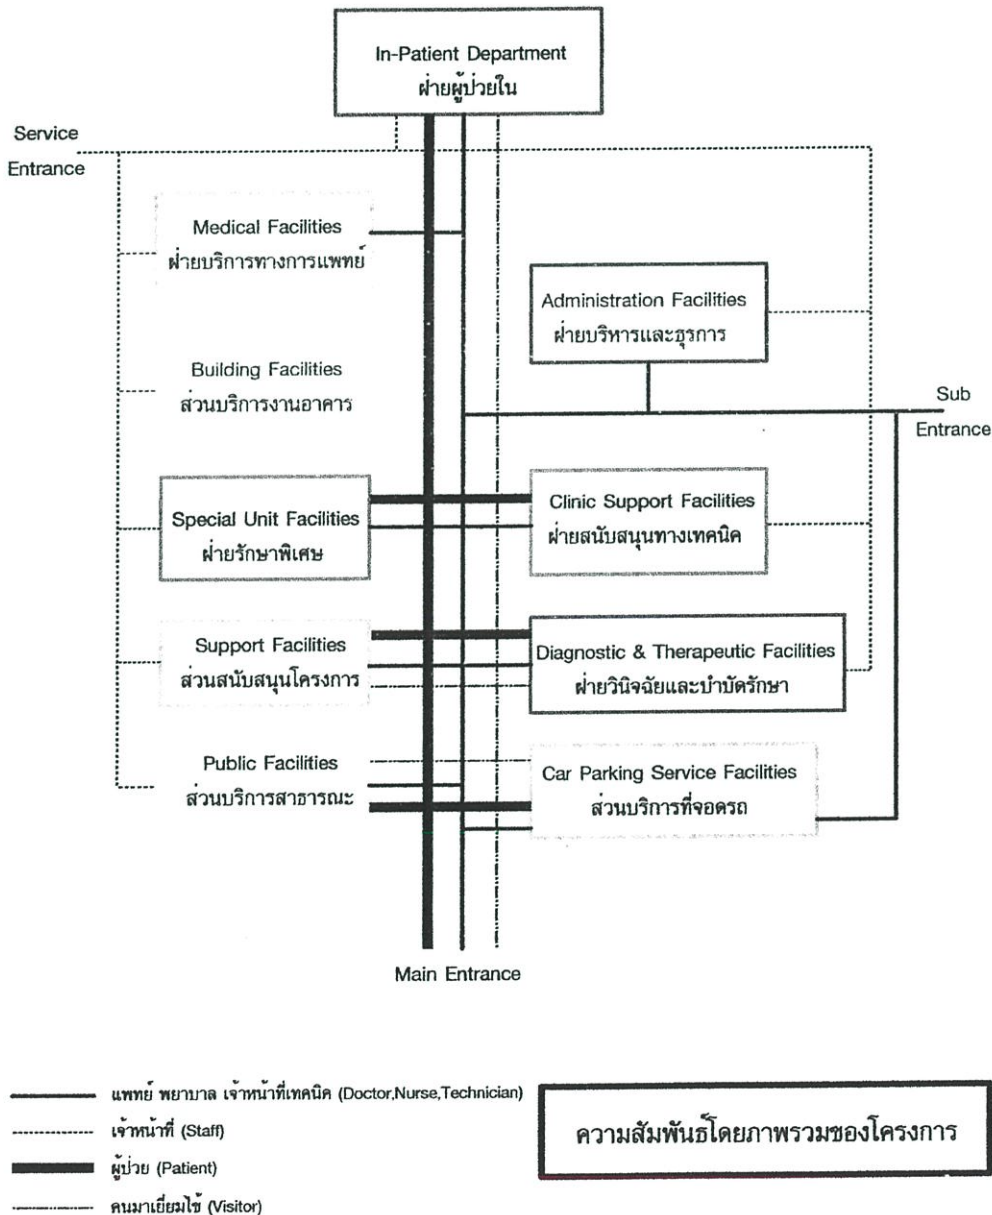 In-Patient Department
ฝ่ายผู้ป่วยใน
Service
Entrance
Medical Facilities
ฝ่ายบริการทางการแพทย์
Administration Facilities
ฝ่ายบริหารและธุรการ
Building Facilities
ส่วนบริการงานอาคาร
Sub
Entrance
Special Unit Facilities
ฝ่ายรักษาพิเศษ
Clinic Support Facilities
ฝ่ายสนับสนุนทางเทคนิค
Support Facilities
ส่วนสนับสนุนโครงการ
Diagnostic & Therapeutic Facilities
ฝ่ายวินิจฉัยและบำบัดรักษา
Public Facilities
ส่วนบริการสาธารณะ
Car Parking Service Facilities
ส่วนบริการที่จอดรถ
Main Entrance
แพทย์ พยาบาล เจ้าหน้าที่เทคนิค (Doctor,Nurse,Technician)
เจ้าหน้าที่ (Staff)
ผู้ป่วย (Patient)
คนมาเยี่ยมไข้ (Visitor)
ความสัมพันธ์โดยภาพรวมของโครงการ